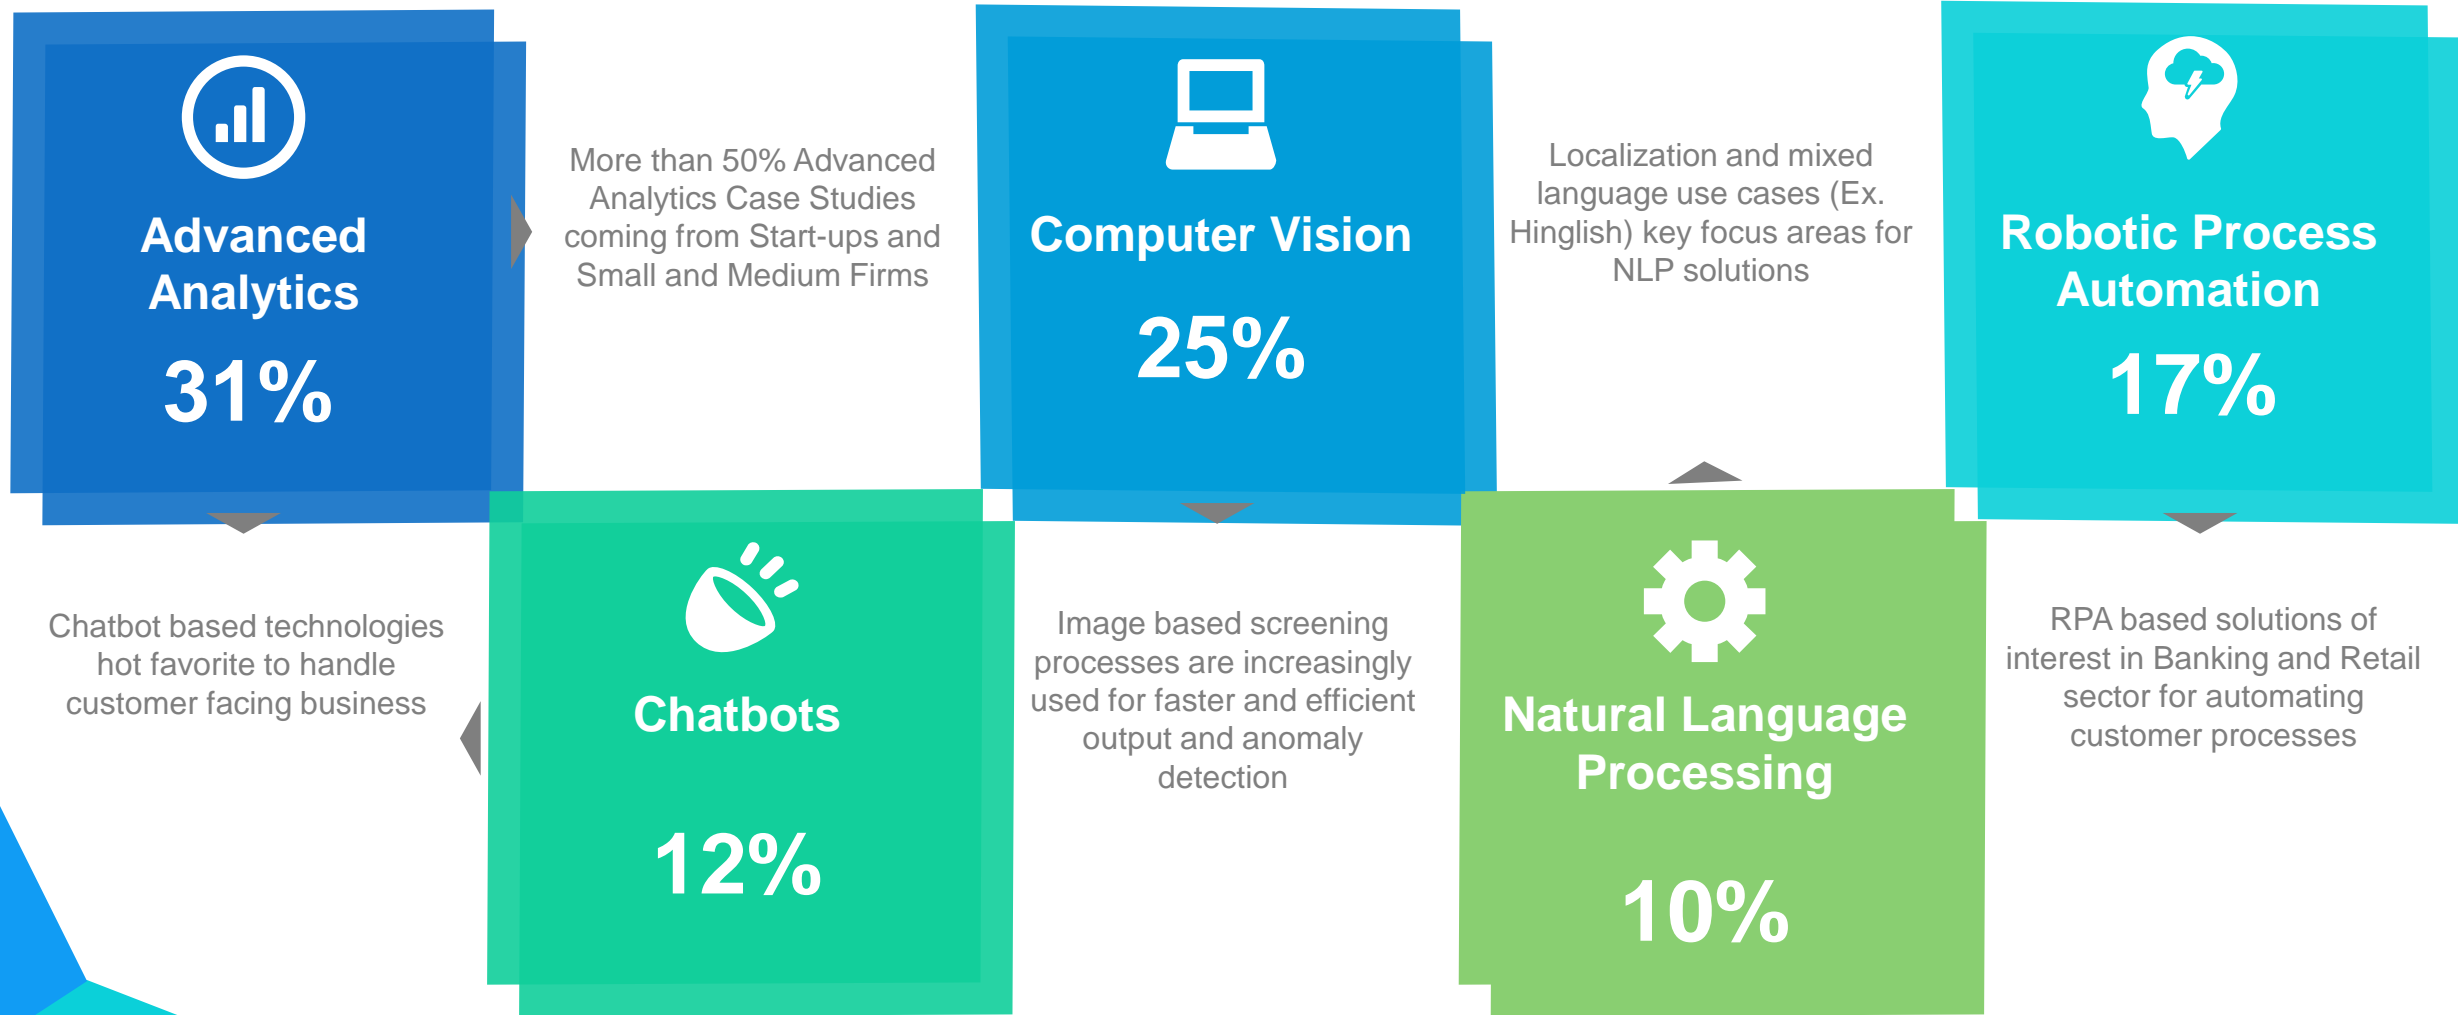 Advanced
Analytics
31%
More than 50% Advanced
Analytics Case Studies
coming from Start-ups and
Small and Medium Firms
Computer Vision
25%
Localization and mixed
language use cases (Ex.
Hinglish) key focus areas for
NLP solutions
Robotic Process
Automation
17%
Chatbot based technologies
hot favorite to handle
customer facing business
Chatbots
12%
Image based screening
processes are increasingly
used for faster and efficient
output and anomaly
detection
Natural Language
Processing
10%
RPA based solutions of
interest in Banking and Retail
sector for automating
customer processes